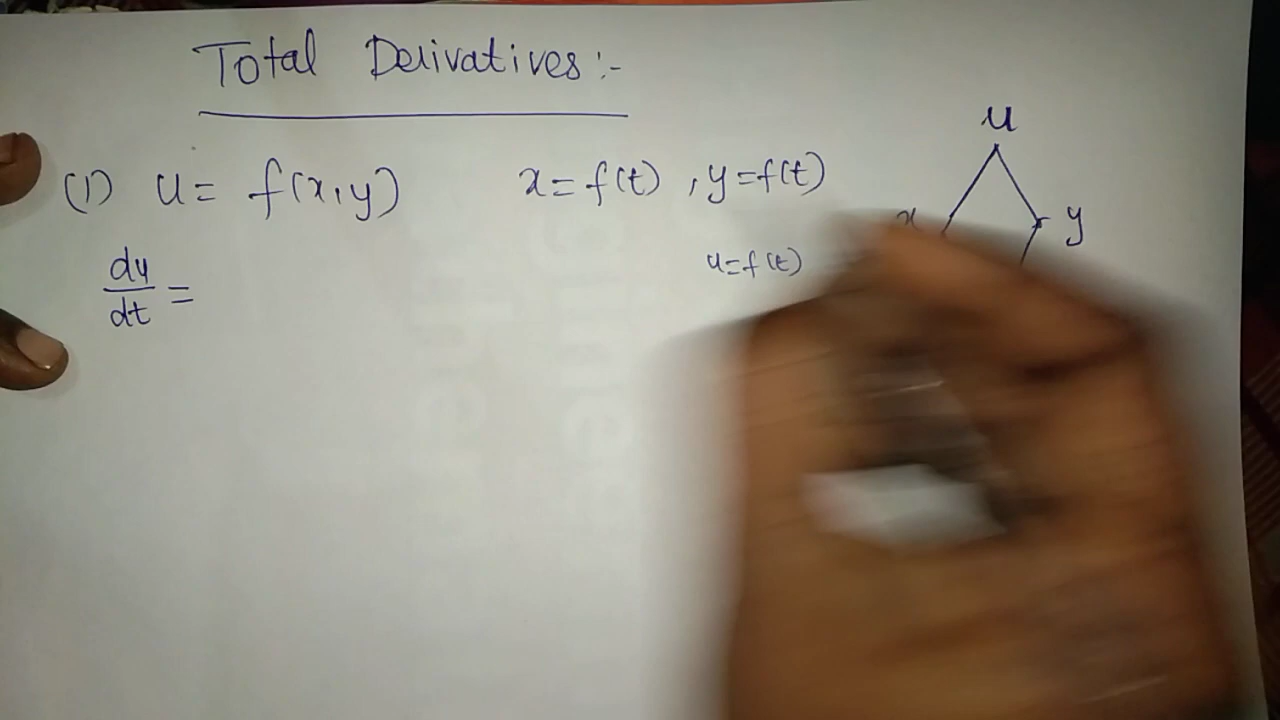 Total Derivatives :-
(1) u = f(x,y) x = f(t) , y = f(t)
u = f(t)
du
dt =
u
x y